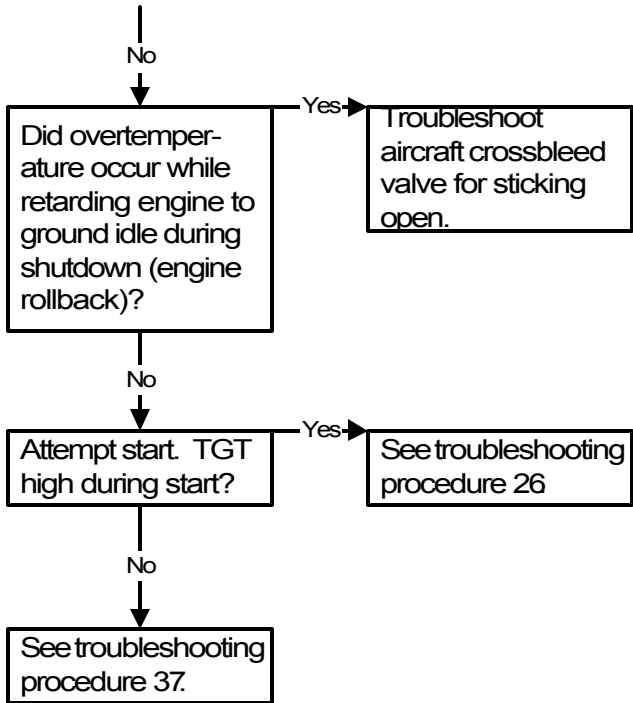 No
Did overtemper-
ature occur while
retarding engine to
ground idle during
shutdown (engine
rollback)?
Yes
Troubleshoot
aircraft crossbleed
valve for sticking
open.
No
Attempt start. TGT
high during start?
Yes
See troubleshooting
procedure 26.
No
See troubleshooting
procedure 37.